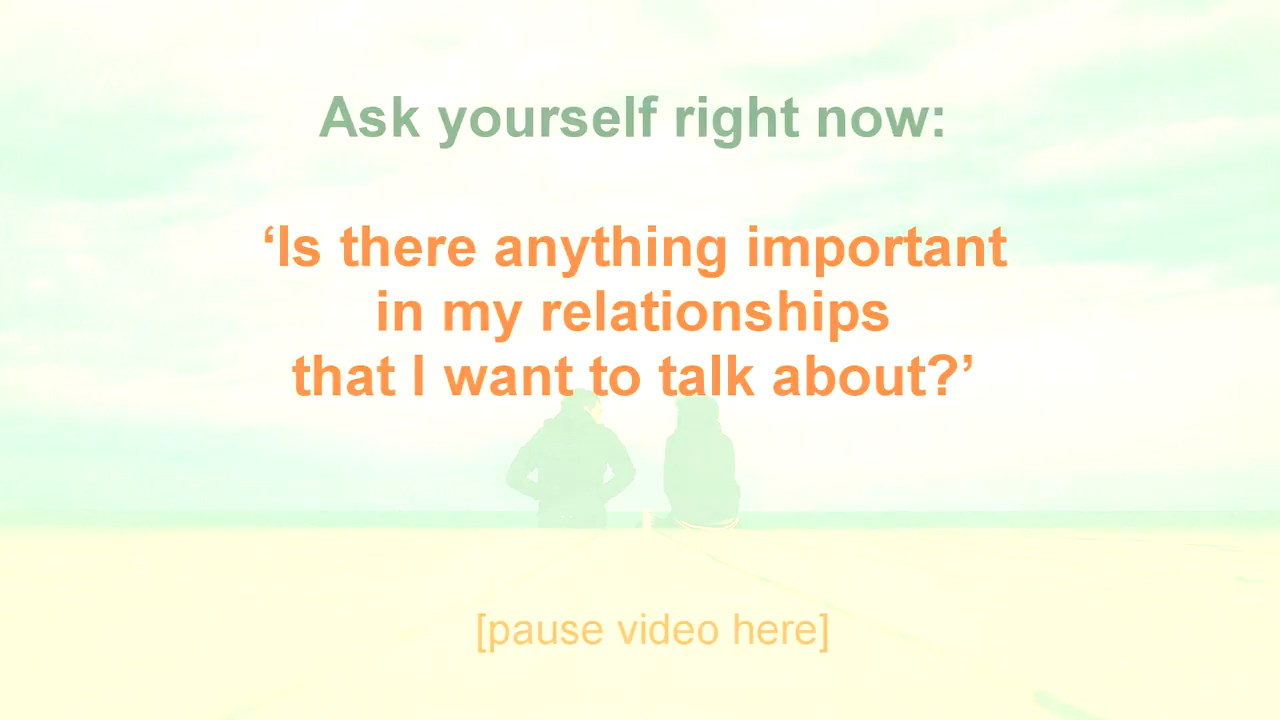 Ask yourself right now:
‘Is there anything important
in my relationships
that I want to talk about?’
[pause video here]